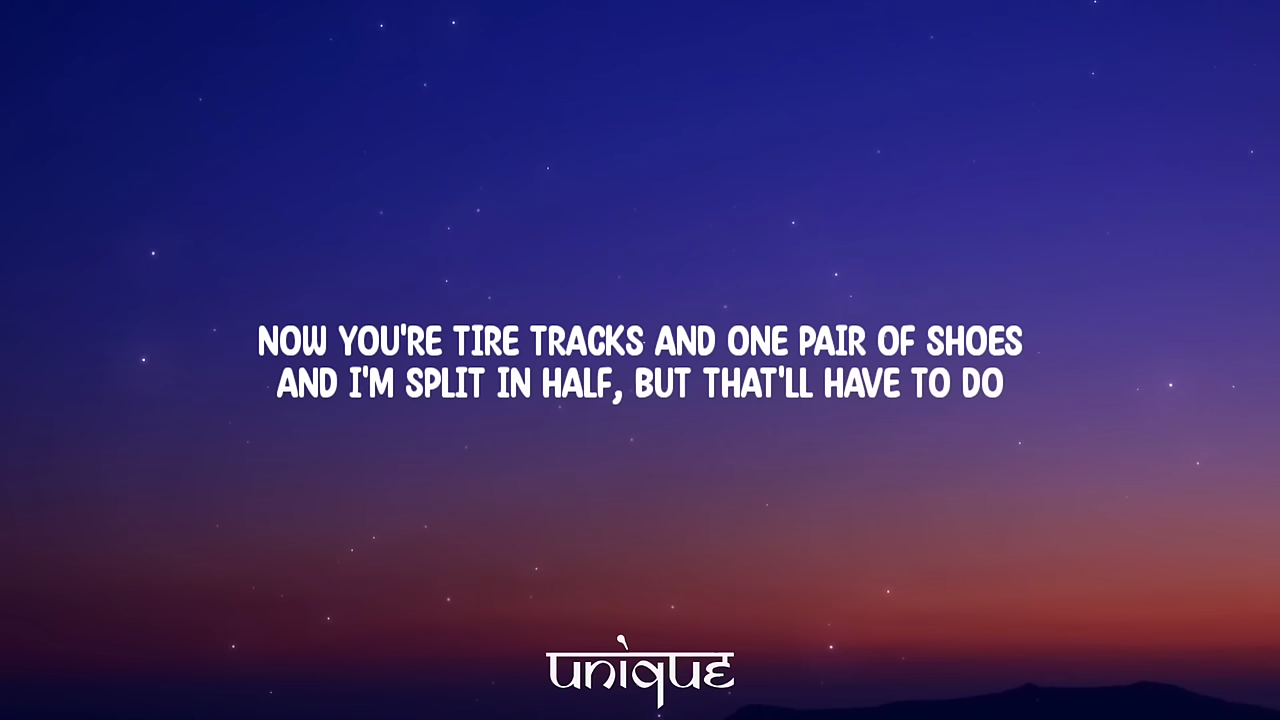 NOW YOU'RE TIRE TRACKS AND ONE PAIR OF SHOES
AND I'M SPLIT IN HALF, BUT THAT'LL HAVE TO DO
unique